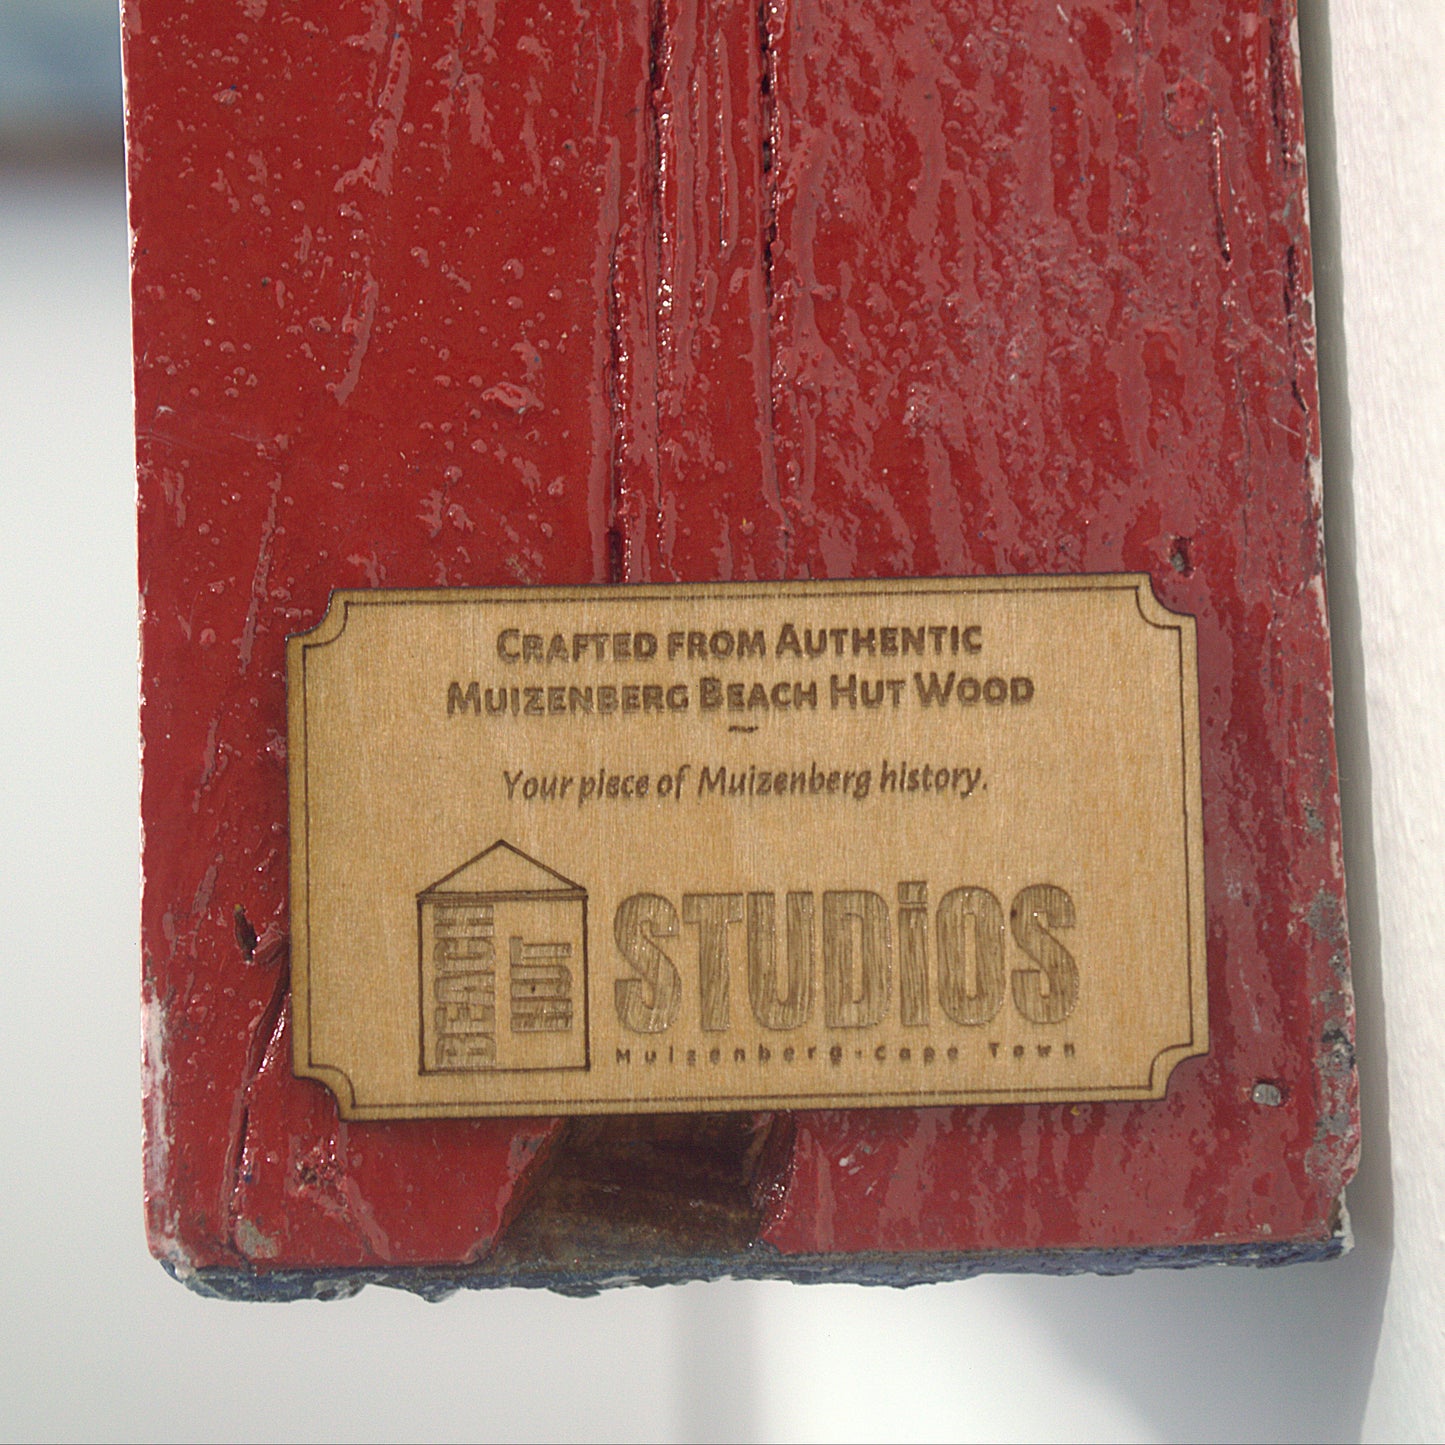 CRAFTED FROM AUTHENTIC
MUIZENBERG BEACH HUT WOOD
~
Your piece of Muizenberg history.
BEACH
HUT
STUDiOS
Muizenberg·Cape Town